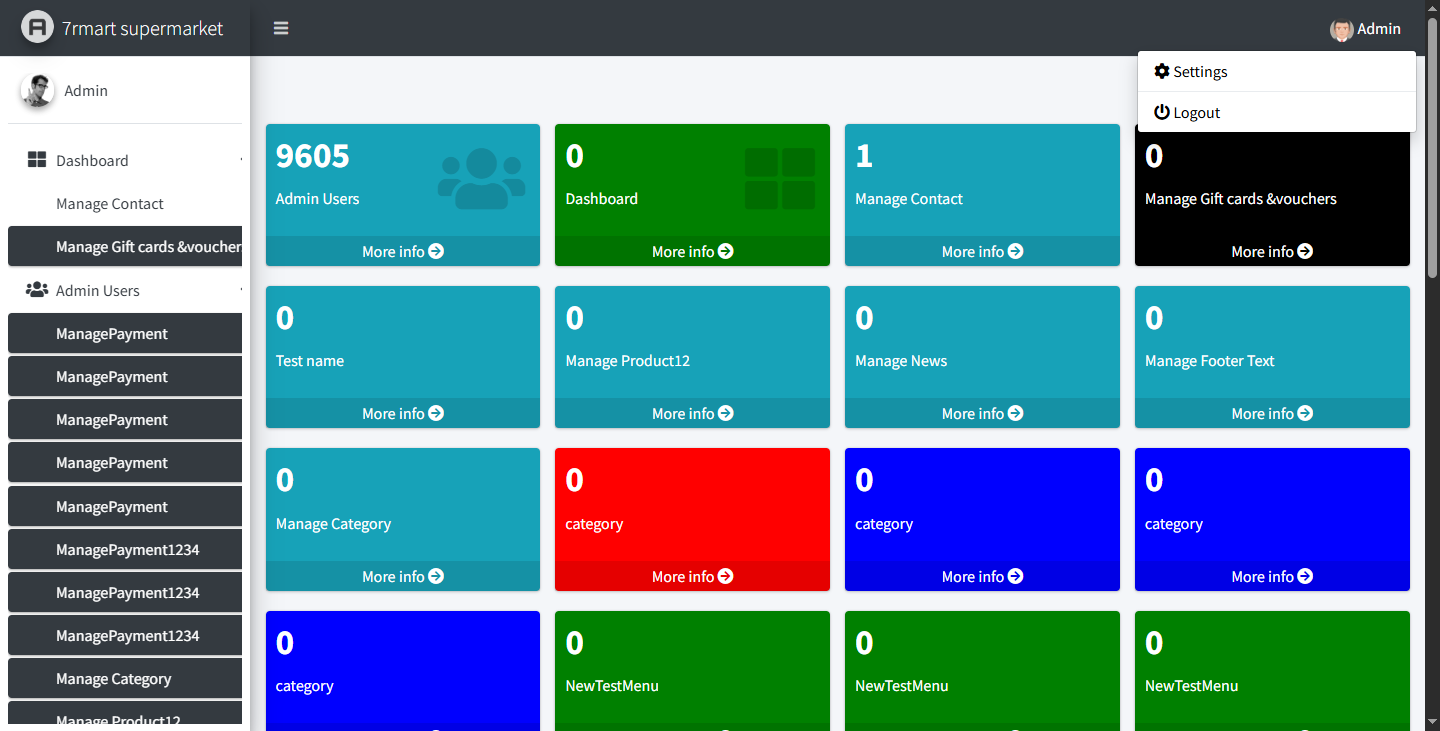 7rmart supermarket
Admin
Settings
Logout
Admin
Dashboard
Manage Contact
Manage Gift cards &voucher
Admin Users
ManagePayment
ManagePayment
ManagePayment
ManagePayment
ManagePayment
ManagePayment1234
ManagePayment1234
ManagePayment1234
Manage Category
Manage Product12
9605
Admin Users
More info
0
Dashboard
More info
1
Manage Contact
More info
0
Manage Gift cards &vouchers
More info
0
Test name
More info
0
Manage Product12
More info
0
Manage News
More info
0
Manage Footer Text
More info
0
Manage Category
More info
0
category
More info
0
category
More info
0
category
More info
0
category
0
NewTestMenu
0
NewTestMenu
0
NewTestMenu